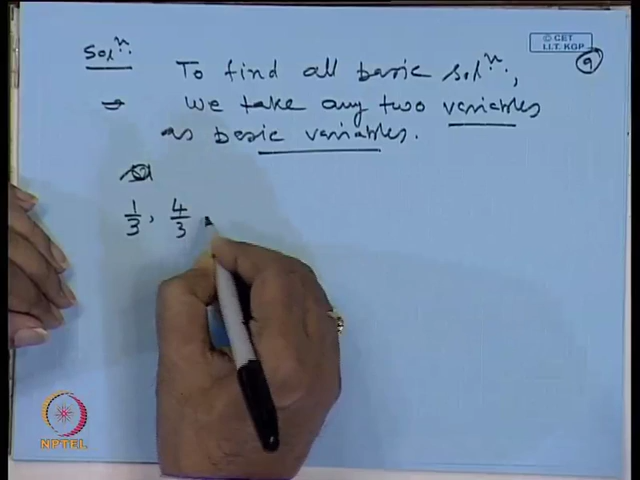 Solⁿ.
© CET
I.I.T. KGP
9
To find all basic solⁿ.,
⇒ we take any two variables
as basic variables.
1/3, 4/3
NPTEL